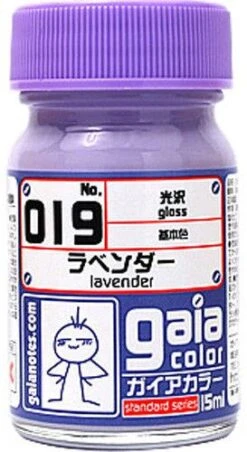 No.
019
光沢
gloss
基本色
ラベンダー
lavender
gaianotes.com
gaia
color
ガイアカラー
standard series 15ml